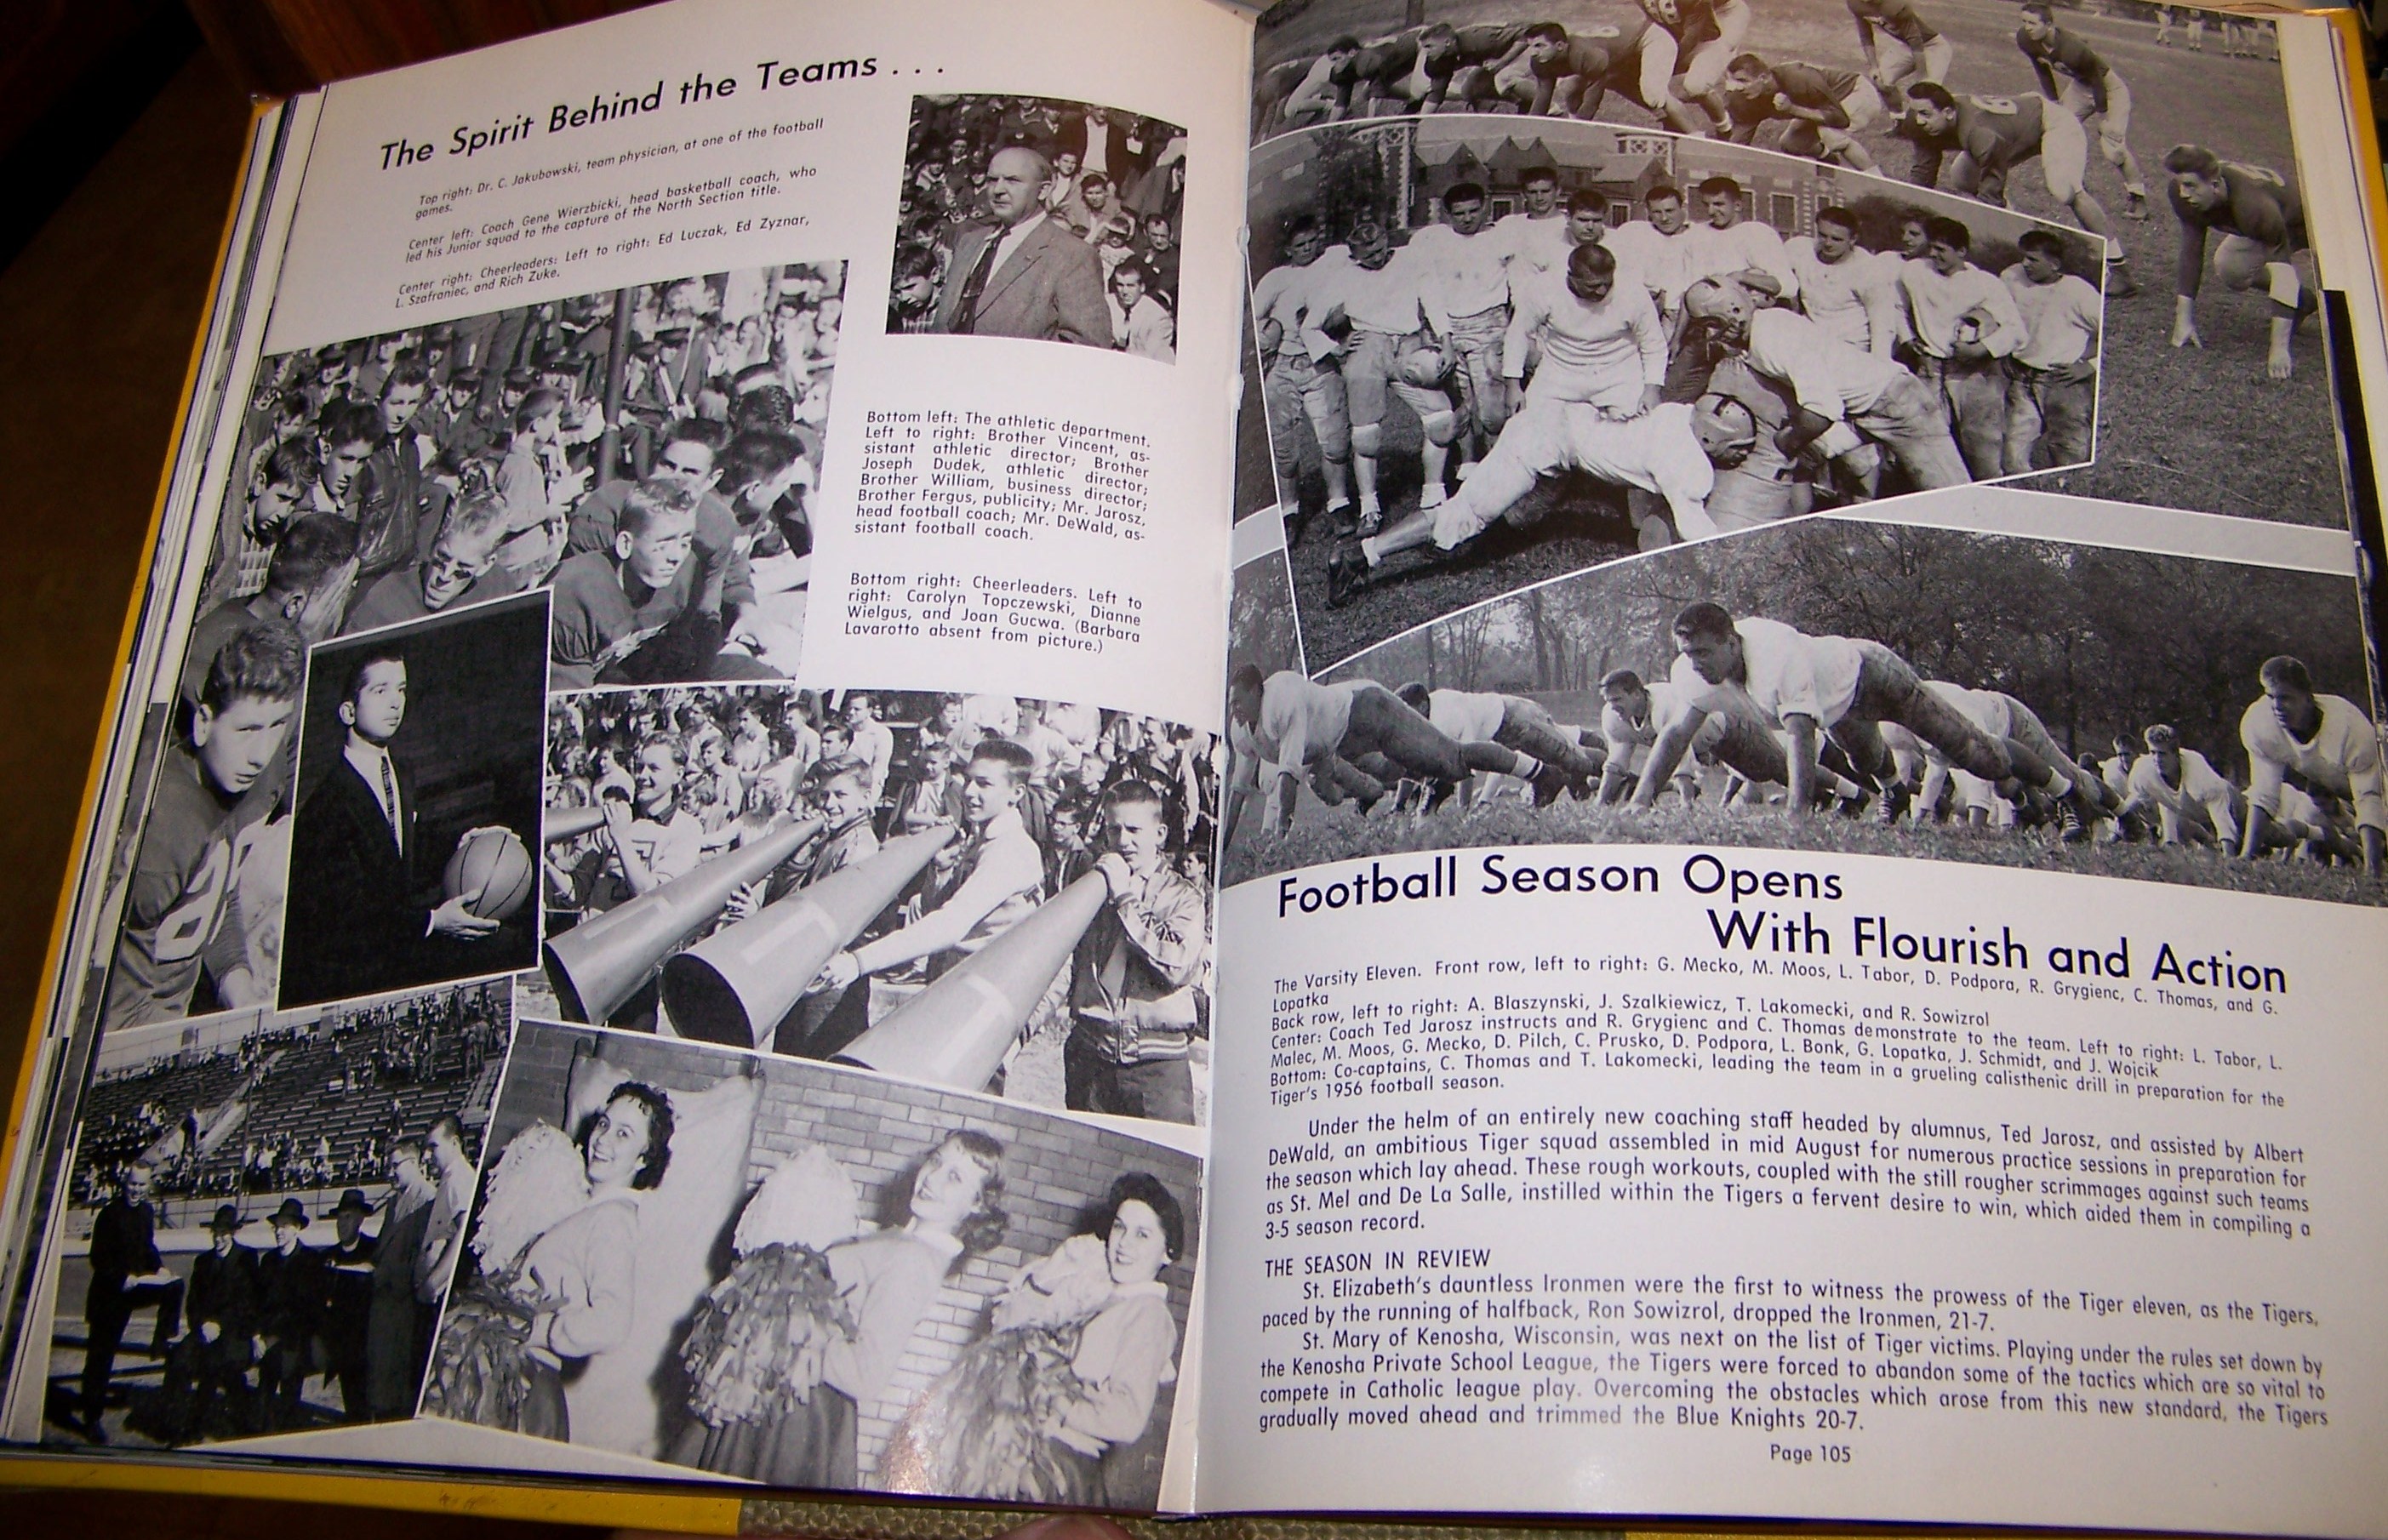 The Spirit Behind the Teams . . .
Top right: Dr. C. Jakubowski, team physician, at one of the football
games.
Center left: Coach Gene Wierzbicki, head basketball coach, who
led his Junior squad to the capture of the North Section title.
Center right: Cheerleaders: Left to right: Ed Luczak, Ed Zyznar,
L. Szafraniec, and Rich Zuke.
Bottom left: The athletic department.
Left to right: Brother Vincent, as-
sistant athletic director; Brother
Joseph Dudek, athletic director;
Brother William, business director;
Brother Fergus, publicity; Mr. Jarosz,
head football coach; Mr. DeWald, as-
sistant football coach.
Bottom right: Cheerleaders. Left to
right: Carolyn Topczewski, Dianne
Wielgus, and Joan Gucwa. (Barbara
Lavarotto absent from picture.)
Football Season Opens
With Flourish and Action
The Varsity Eleven. Front row, left to right: G. Mecko, M. Moos, L. Tabor, D. Podpora, R. Grygienc, C. Thomas, and G.
Lopatka
Back row, left to right: A. Blaszynski, J. Szalkiewicz, T. Lakomecki, and R. Sowizrol
Center: Coach Ted Jarosz instructs and R. Grygienc and C. Thomas demonstrate to the team. Left to right: L. Tabor, L.
Malec, M. Moos, G. Mecko, D. Pilch, C. Prusko, D. Podpora, L. Bonk, G. Lopatka, J. Schmidt, and J. Wojcik
Bottom: Co-captains, C. Thomas and T. Lakomecki, leading the team in a grueling calisthenic drill in preparation for the
Tiger's 1956 football season.
Under the helm of an entirely new coaching staff headed by alumnus, Ted Jarosz, and assisted by Albert
DeWald, an ambitious Tiger squad assembled in mid August for numerous practice sessions in preparation for
the season which lay ahead. These rough workouts, coupled with the still rougher scrimmages against such teams
as St. Mel and De La Salle, instilled within the Tigers a fervent desire to win, which aided them in compiling a
3-5 season record.
THE SEASON IN REVIEW
St. Elizabeth's dauntless Ironmen were the first to witness the prowess of the Tiger eleven, as the Tigers,
paced by the running of halfback, Ron Sowizrol, dropped the Ironmen, 21-7.
St. Mary of Kenosha, Wisconsin, was next on the list of Tiger victims. Playing under the rules set down by
the Kenosha Private School League, the Tigers were forced to abandon some of the tactics which are so vital to
compete in Catholic league play. Overcoming the obstacles which arose from this new standard, the Tigers
gradually moved ahead and trimmed the Blue Knights 20-7.
Page 105